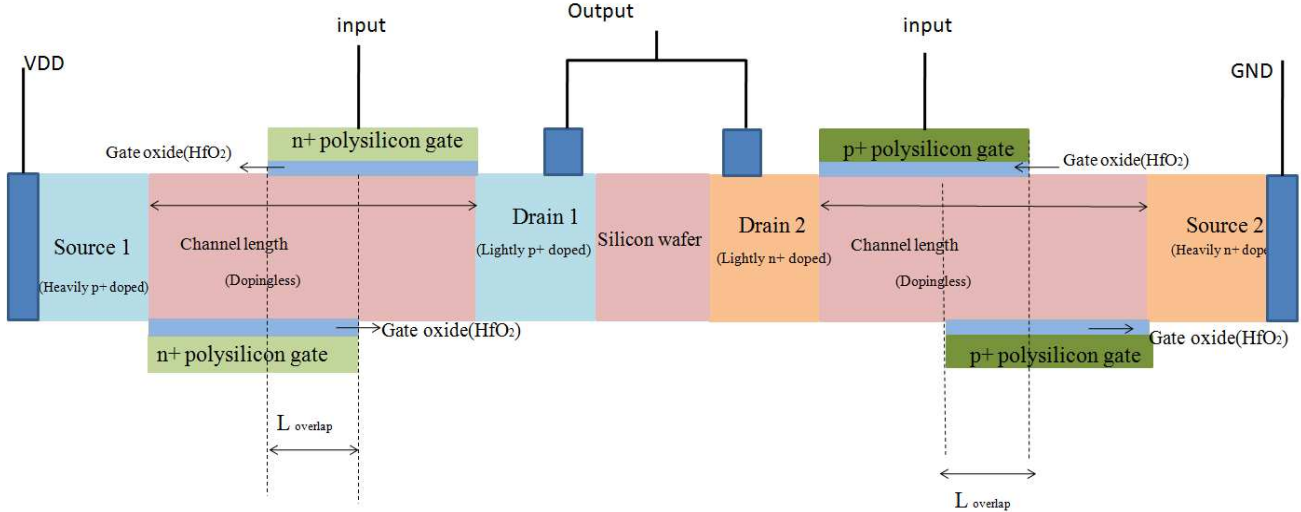 Output
input
input
VDD
GND
n+ polysilicon gate
p+ polysilicon gate
Gate oxide(HfO2)
Gate oxide(HfO2)
Source 1
(Heavily p+ doped)
Channel length
(Dopingless)
Drain 1
(Lightly p+ doped)
Silicon wafer
Drain 2
(Lightly n+ doped)
Channel length
(Dopingless)
Source 2
(Heavily n+ dope
Gate oxide(HfO2)
Gate oxide(HfO2)
n+ polysilicon gate
p+ polysilicon gate
L overlap
L overlap